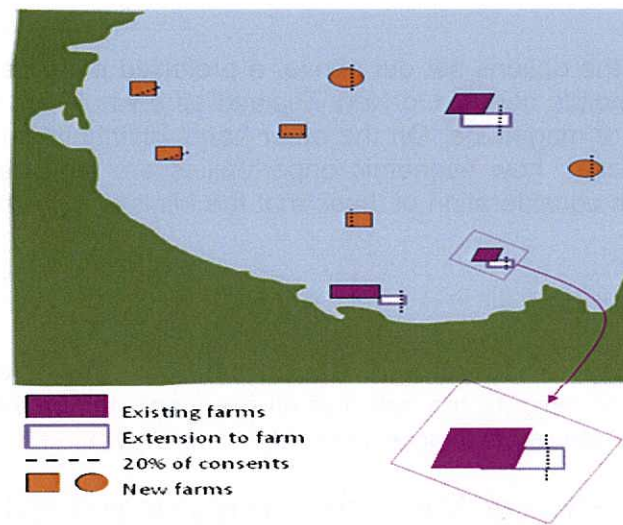 Existing farms
Extension to farm
20% of consents
New farms